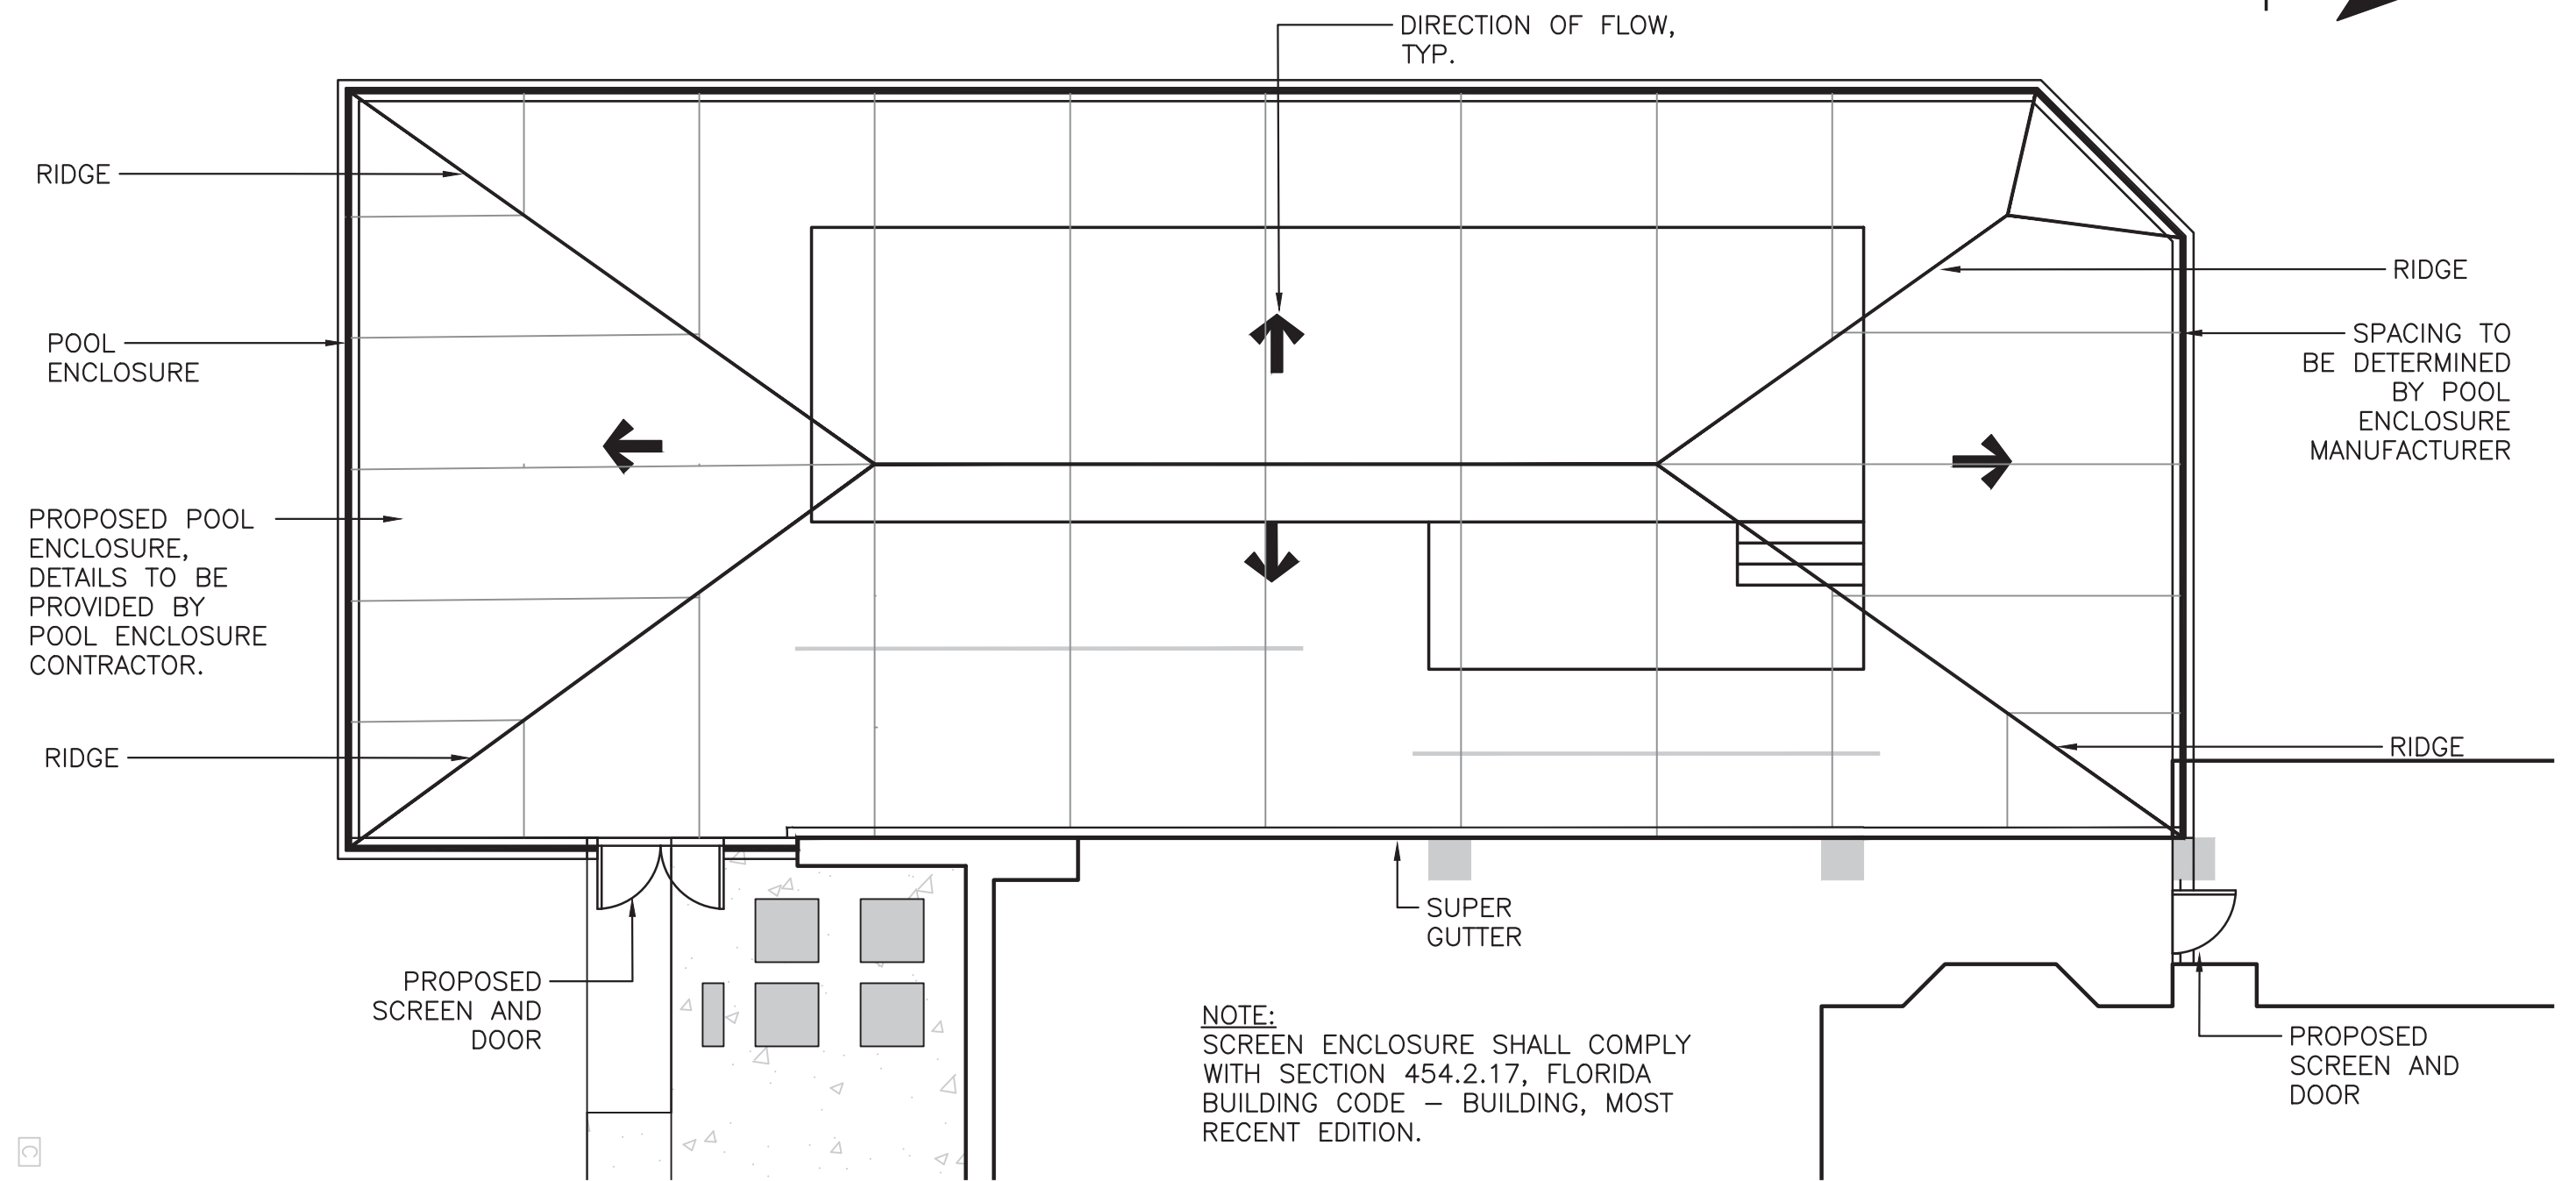 DIRECTION OF FLOW,
TYP.
RIDGE
POOL
ENCLOSURE
PROPOSED POOL
ENCLOSURE,
DETAILS TO BE
PROVIDED BY
POOL ENCLOSURE
CONTRACTOR.
RIDGE
RIDGE
SPACING TO
BE DETERMINED
BY POOL
ENCLOSURE
MANUFACTURER
RIDGE
SUPER
GUTTER
PROPOSED
SCREEN AND
DOOR
NOTE:
SCREEN ENCLOSURE SHALL COMPLY
WITH SECTION 454.2.17, FLORIDA
BUILDING CODE – BUILDING, MOST
RECENT EDITION.
PROPOSED
SCREEN AND
DOOR
C